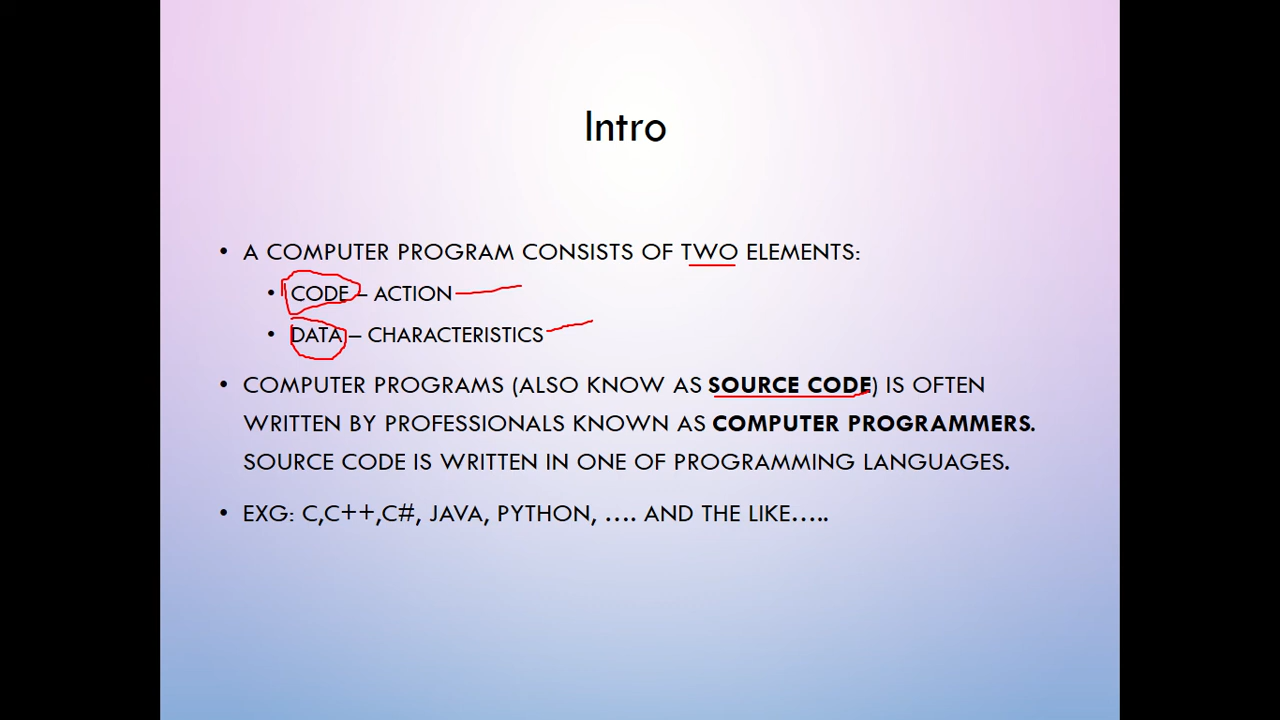 Intro
• A COMPUTER PROGRAM CONSISTS OF TWO ELEMENTS:
• CODE – ACTION
• DATA – CHARACTERISTICS
• COMPUTER PROGRAMS (ALSO KNOW AS SOURCE CODE) IS OFTEN
WRITTEN BY PROFESSIONALS KNOWN AS COMPUTER PROGRAMMERS.
SOURCE CODE IS WRITTEN IN ONE OF PROGRAMMING LANGUAGES.
• EXG: C,C++,C#, JAVA, PYTHON, …. AND THE LIKE…..